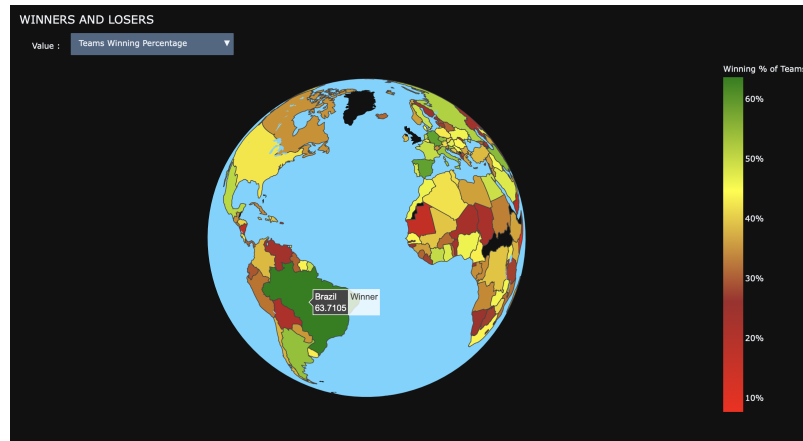 WINNERS AND LOSERS
Value :
Teams Winning Percentage
Winning % of Teams
60%
50%
40%
30%
20%
10%
Brazil Winner
63.7105